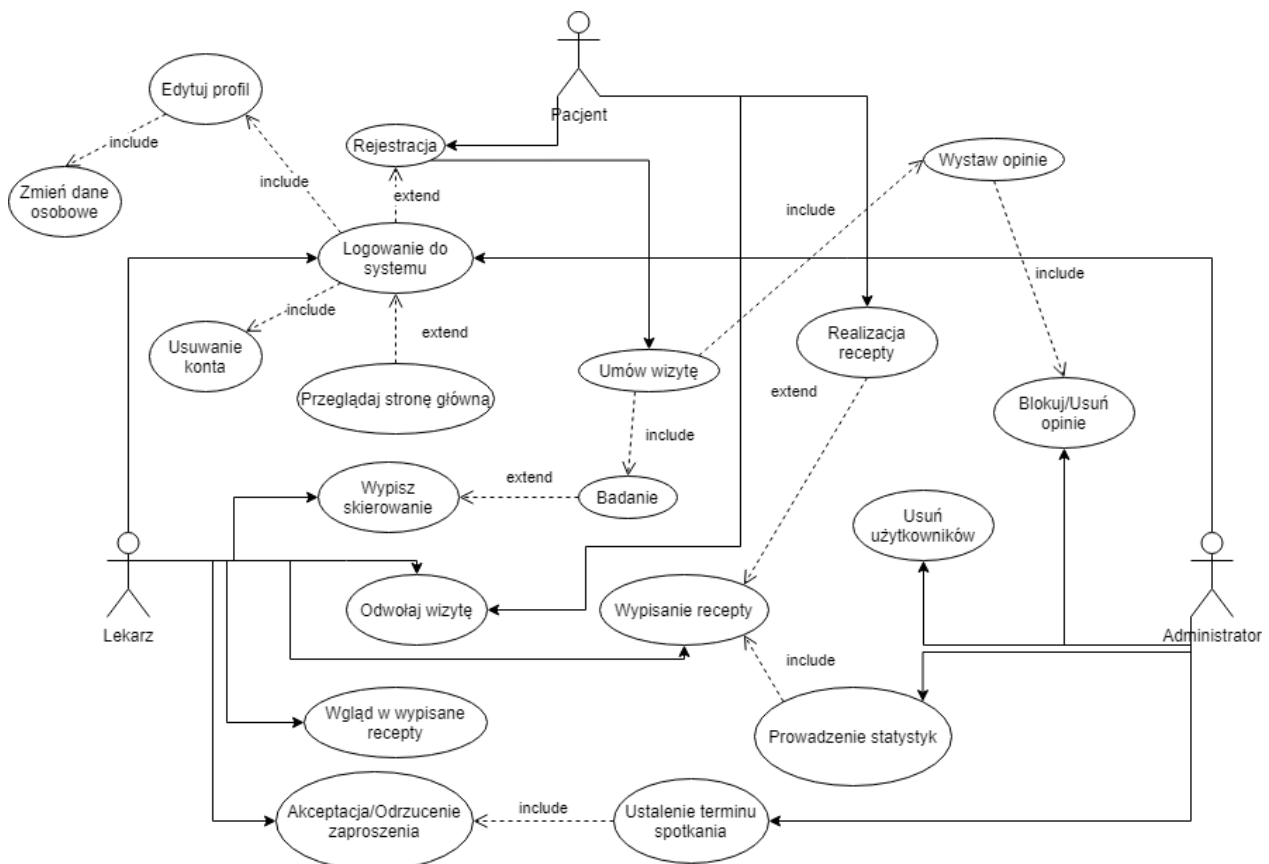 Pacjent
Edytuj profil
include
Rejestracja
Wystaw opinie
Zmień dane
osobowe
include
extend
include
Logowanie do
systemu
include
include
Usuwanie
konta
extend
Realizacja
recepty
Umów wizytę
Przeglądaj stronę główną
extend
Blokuj/Usuń
opinie
include
Wypisz
skierowanie
extend
Badanie
Usuń
użytkowników
Lekarz
Odwołaj wizytę
Wypisanie recepty
Administrator
include
Wgląd w wypisane
recepty
Prowadzenie statystyk
Akceptacja/Odrzucenie
zaproszenia
include
Ustalenie terminu
spotkania